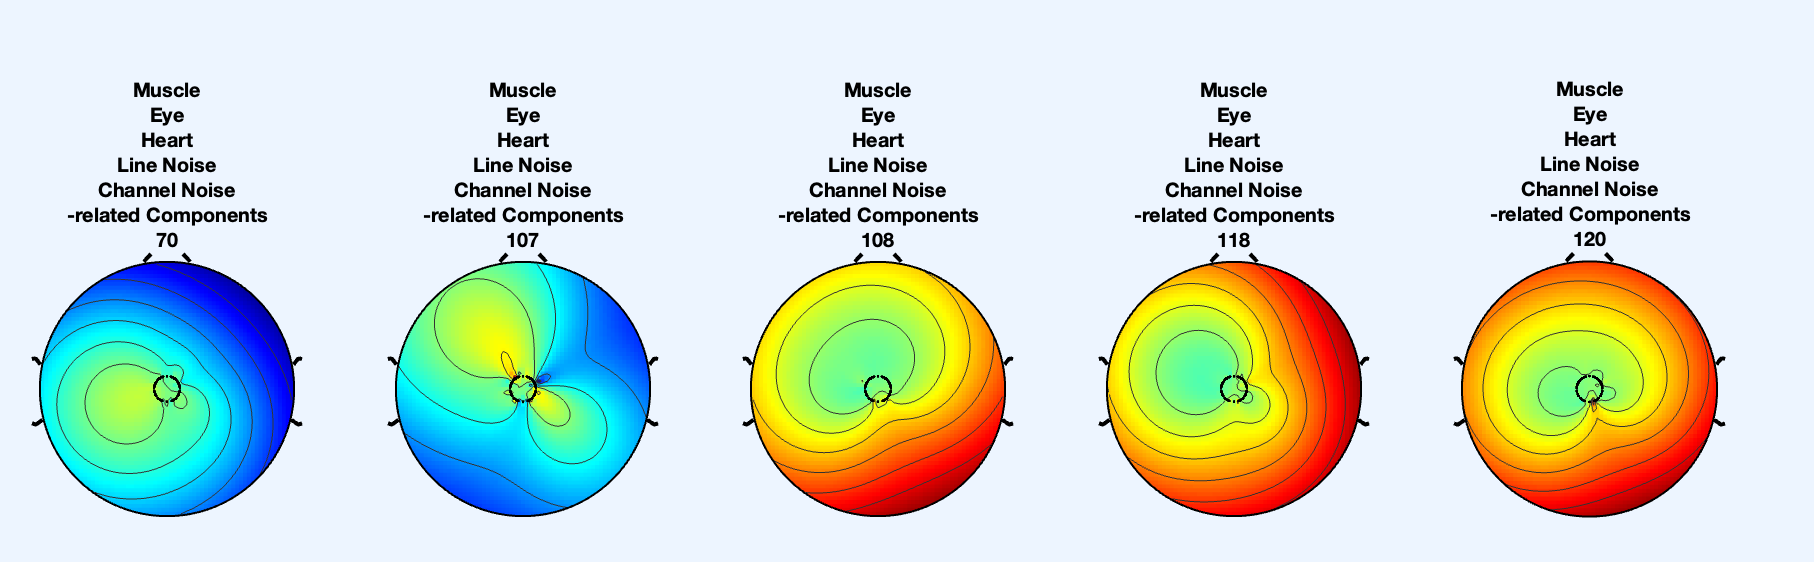 Muscle
Eye
Heart
Line Noise
Channel Noise
-related Components
70
Muscle
Eye
Heart
Line Noise
Channel Noise
-related Components
107
Muscle
Eye
Heart
Line Noise
Channel Noise
-related Components
108
Muscle
Eye
Heart
Line Noise
Channel Noise
-related Components
118
Muscle
Eye
Heart
Line Noise
Channel Noise
-related Components
120